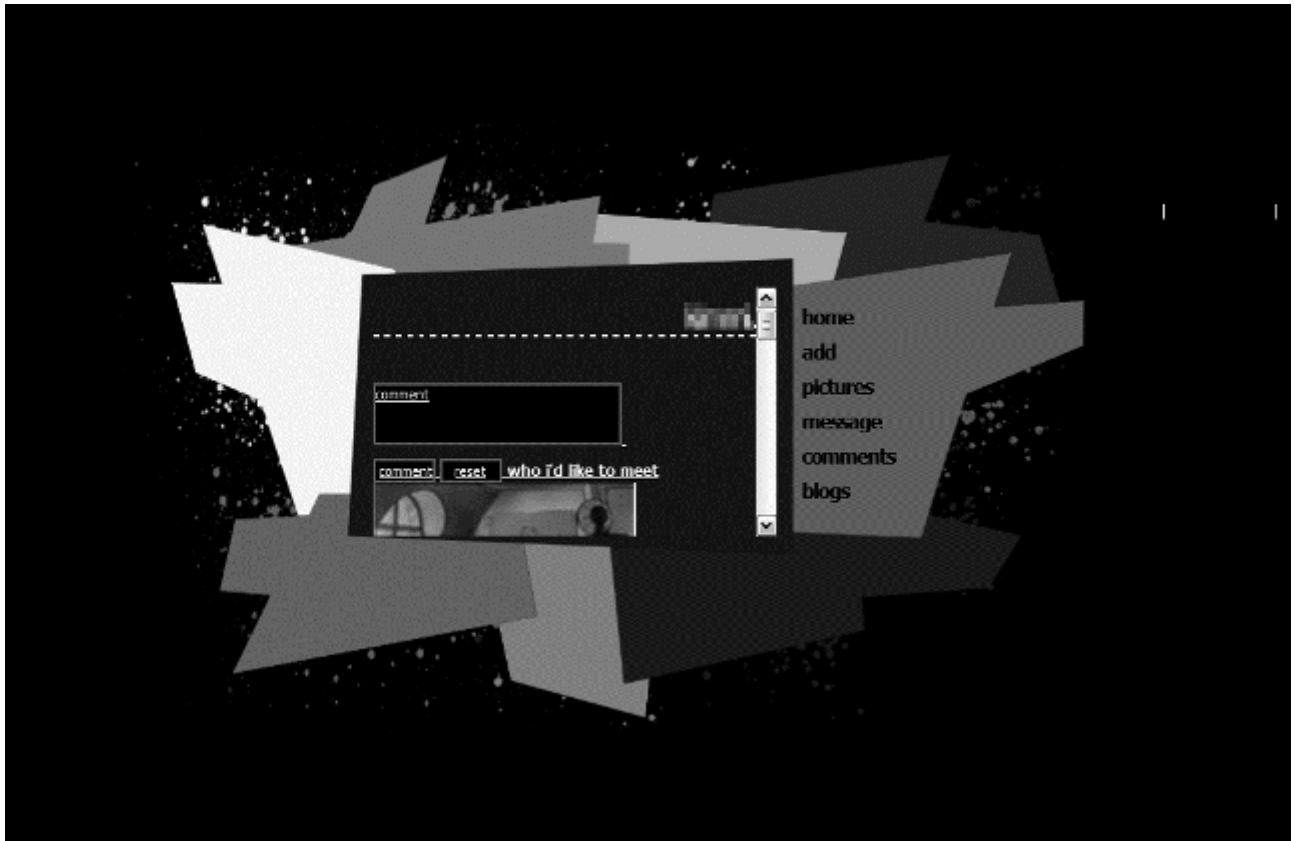 home
add
pictures
comment
message
comments
comment reset who i'd like to meet
blogs